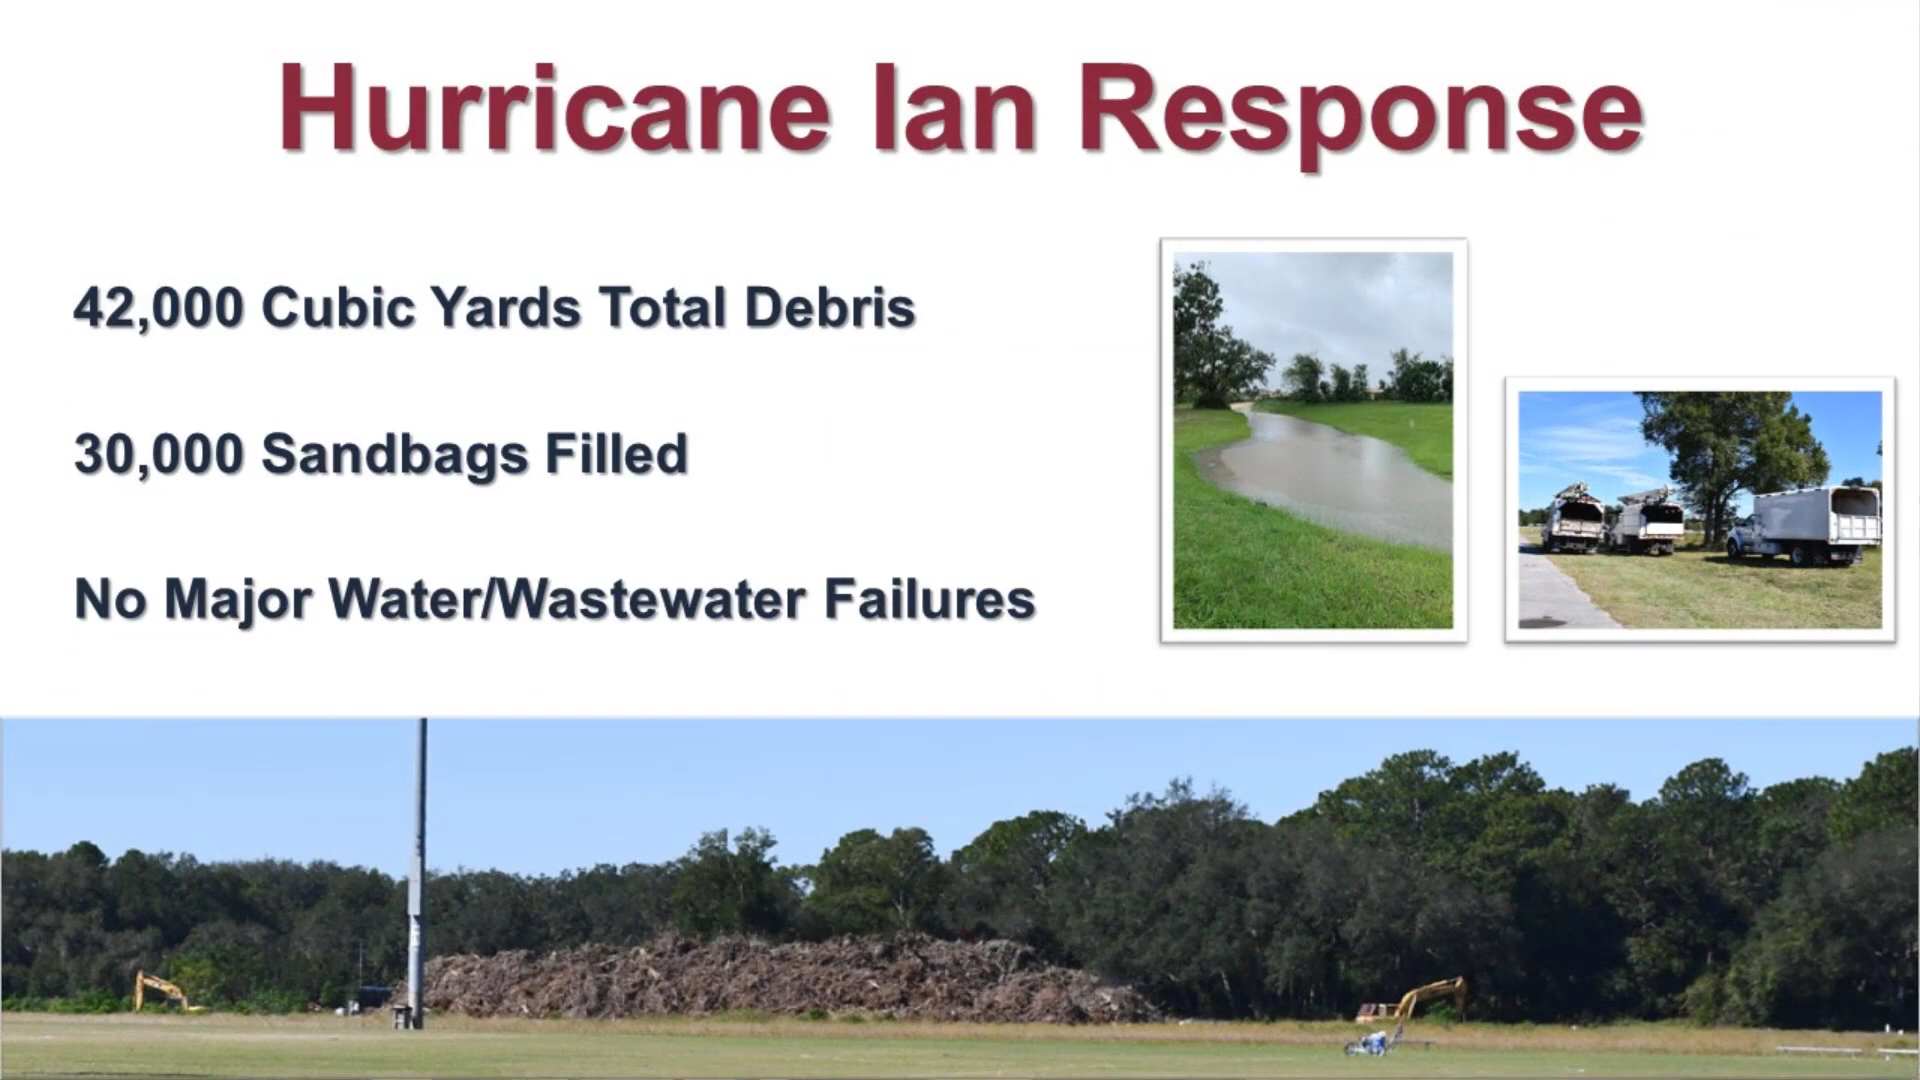 Hurricane Ian Response
42,000 Cubic Yards Total Debris
30,000 Sandbags Filled
No Major Water/Wastewater Failures